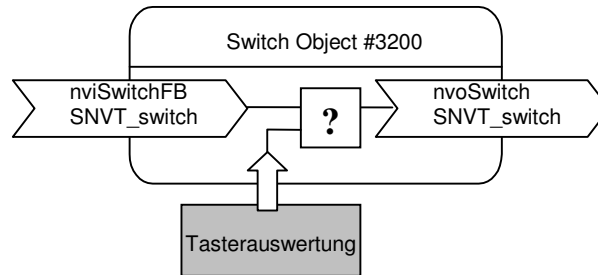 Switch Object #3200
nviSwitchFB
SNVT_switch
?
nvoSwitch
SNVT_switch
Tasterauswertung